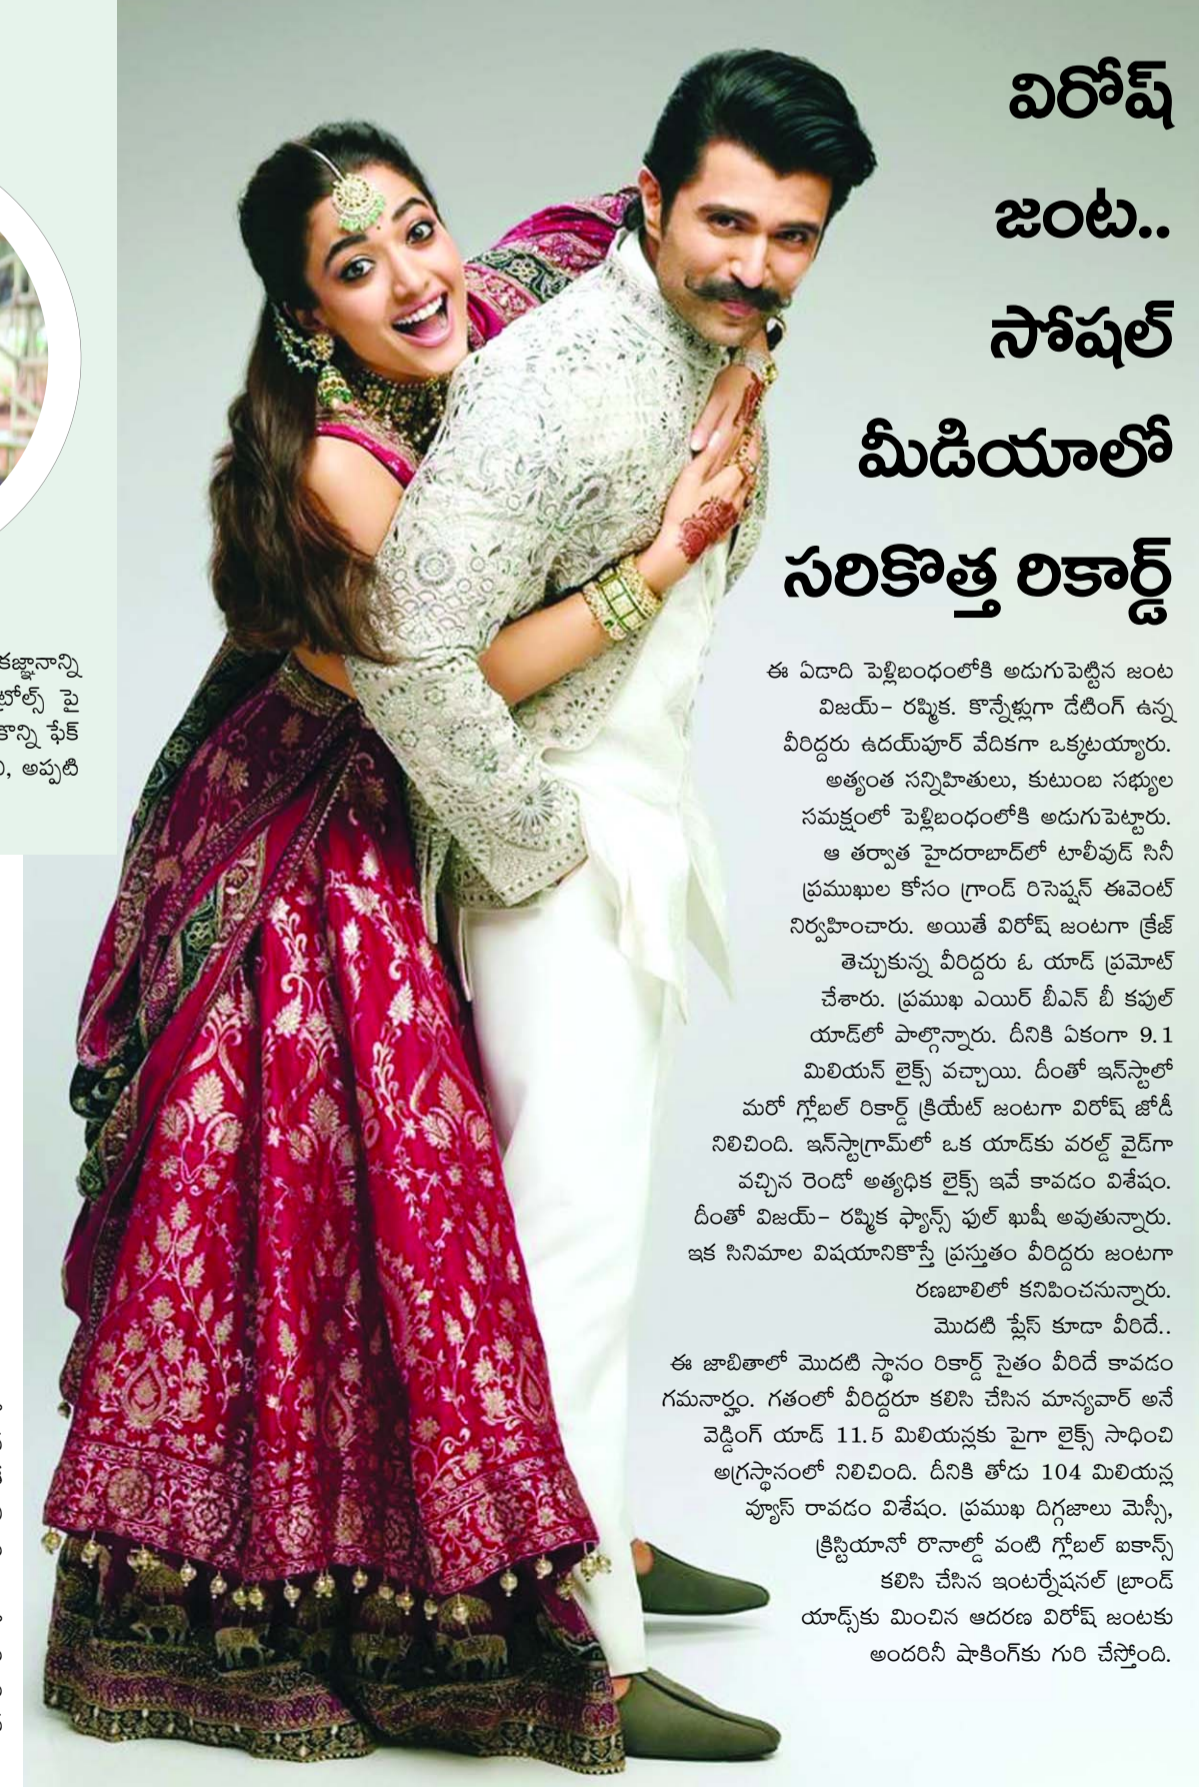 విరోష్
జంట..
సోషల్
మీడియాలో
సరికొత్త రికార్డ్
ఈ ఏడాది పెళ్లిబంధంలోకి అడుగుపెట్టిన జంట
విజయ్- రష్మిక. కొన్నేళ్లుగా డేటింగ్ ఉన్న
వీరిద్దరు ఉదయ్‌పూర్ వేదికగా ఒక్కటయ్యారు.
అత్యంత సన్నిహితులు, కుటుంబ సభ్యుల
సమక్షంలో పెళ్లిబంధంలోకి అడుగుపెట్టారు.
ఆ తర్వాత హైదరాబాద్‌లో టాలీవుడ్ సినీ
ప్రముఖుల కోసం గ్రాండ్ రిసెప్షన్ ఈవెంట్
నిర్వహించారు. అయితే విరోష్ జంటగా క్రేజ్
తెచ్చుకున్న వీరిద్దరు ఓ యాడ్ ప్రమోట్
చేశారు. ప్రముఖ ఎయిర్ బీఎన్ బీ కపుల్
యాడ్‌లో పాల్గొన్నారు. దీనికి ఏకంగా 9.1
మిలియన్ లైక్స్ వచ్చాయి. దీంతో ఇన్‌స్టాలో
మరో గ్లోబల్ రికార్డ్ క్రియేట్ జంటగా విరోష్ జోడీ
నిలిచింది. ఇన్‌స్టాగ్రామ్‌లో ఒక యాడ్‌కు వరల్డ్ వైడ్‌గా
వచ్చిన రెండో అత్యధిక లైక్స్ ఇవే కావడం విశేషం.
దీంతో విజయ్- రష్మిక ఫ్యాన్స్ ఫుల్ ఖుషీ అవుతున్నారు.
ఇక సినిమాల విషయానికొస్తే ప్రస్తుతం వీరిద్దరు జంటగా
రణబాలిలో కనిపించనున్నారు.
మొదటి ప్లేస్ కూడా వీరిదే..
ఈ జాబితాలో మొదటి స్థానం రికార్డ్ సైతం వీరిదే కావడం
గమనార్హం. గతంలో వీరిద్దరూ కలిసి చేసిన మాన్యవార్ అనే
వెడ్డింగ్ యాడ్ 11.5 మిలియన్లకు పైగా లైక్స్ సాధించి
అగ్రస్థానంలో నిలిచింది. దీనికి తోడు 104 మిలియన్ల
వ్యూస్ రావడం విశేషం. ప్రముఖ దిగ్గజాలు మెస్సీ,
క్రిస్టియానో రొనాల్డో వంటి గ్లోబల్ ఐకాన్స్
కలిసి చేసిన ఇంటర్నేషనల్ బ్రాండ్
యాడ్స్‌కు మించిన ఆదరణ విరోష్ జంటకు
అందరినీ షాకింగ్‌కు గురి చేస్తోంది.
పై
ఫేక్
అప్పటి